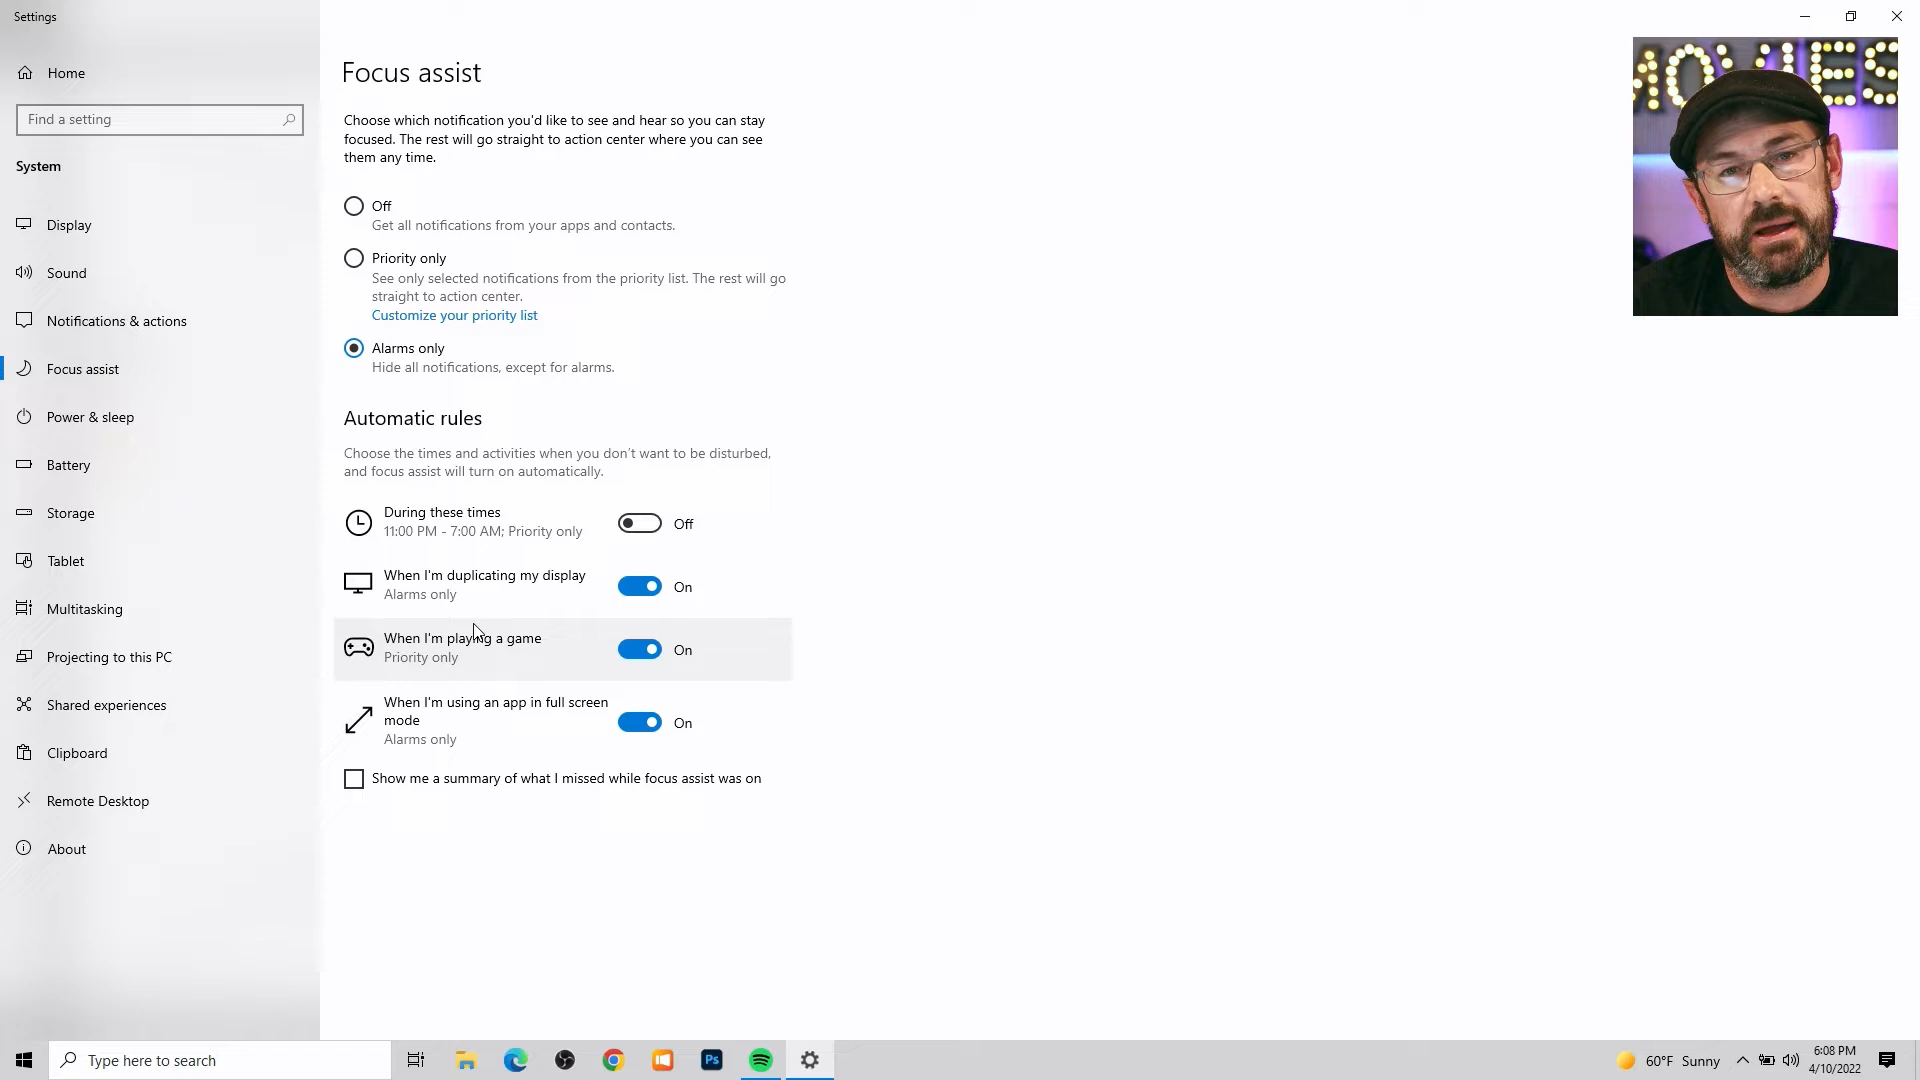 Settings
Home
Find a setting
System
Display
Sound
Notifications & actions
Focus assist
Power & sleep
Battery
Storage
Tablet
Multitasking
Projecting to this PC
Shared experiences
Clipboard
Remote Desktop
About
Focus assist
Choose which notification you'd like to see and hear so you can stay
focused. The rest will go straight to action center where you can see
them any time.
Off
Get all notifications from your apps and contacts.
Priority only
See only selected notifications from the priority list. The rest will go
straight to action center.
Customize your priority list
Alarms only
Hide all notifications, except for alarms.
Automatic rules
Choose the times and activities when you don't want to be disturbed,
and focus assist will turn on automatically.
During these times
11:00 PM - 7:00 AM; Priority only
Off
When I'm duplicating my display
Alarms only
On
When I'm playing a game
Priority only
On
When I'm using an app in full screen
mode
Alarms only
On
Show me a summary of what I missed while focus assist was on
MOVIES
Type here to search
Ps
60°F Sunny
6:08 PM
4/10/2022